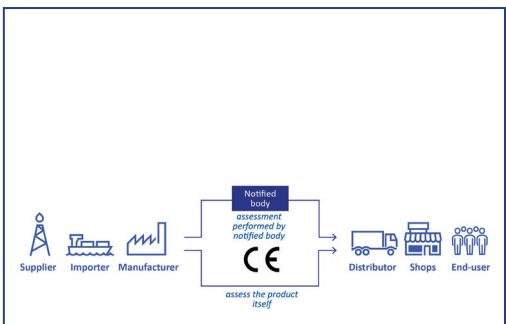 Notified
body
assessment
performed by
notified body
CE
Supplier Importer Manufacturer
Distributor Shops End-user
assess the product
itself